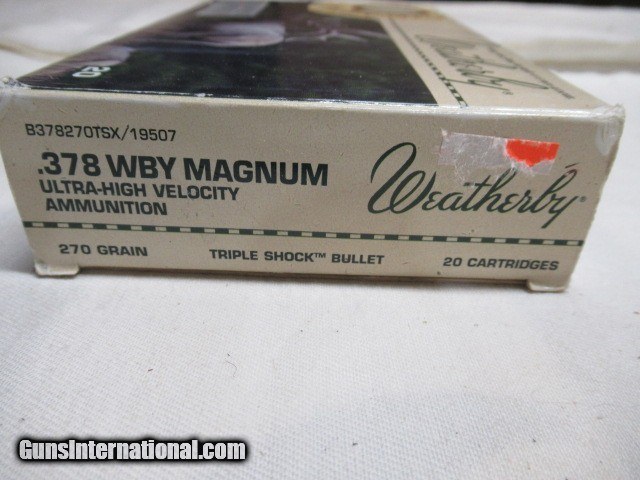 Weatherby®
B378270TSX/19507
.378 WBY MAGNUM
ULTRA-HIGH VELOCITY
AMMUNITION
Weatherby®
270 GRAIN TRIPLE SHOCK™ BULLET 20 CARTRIDGES
GunsInternational.com